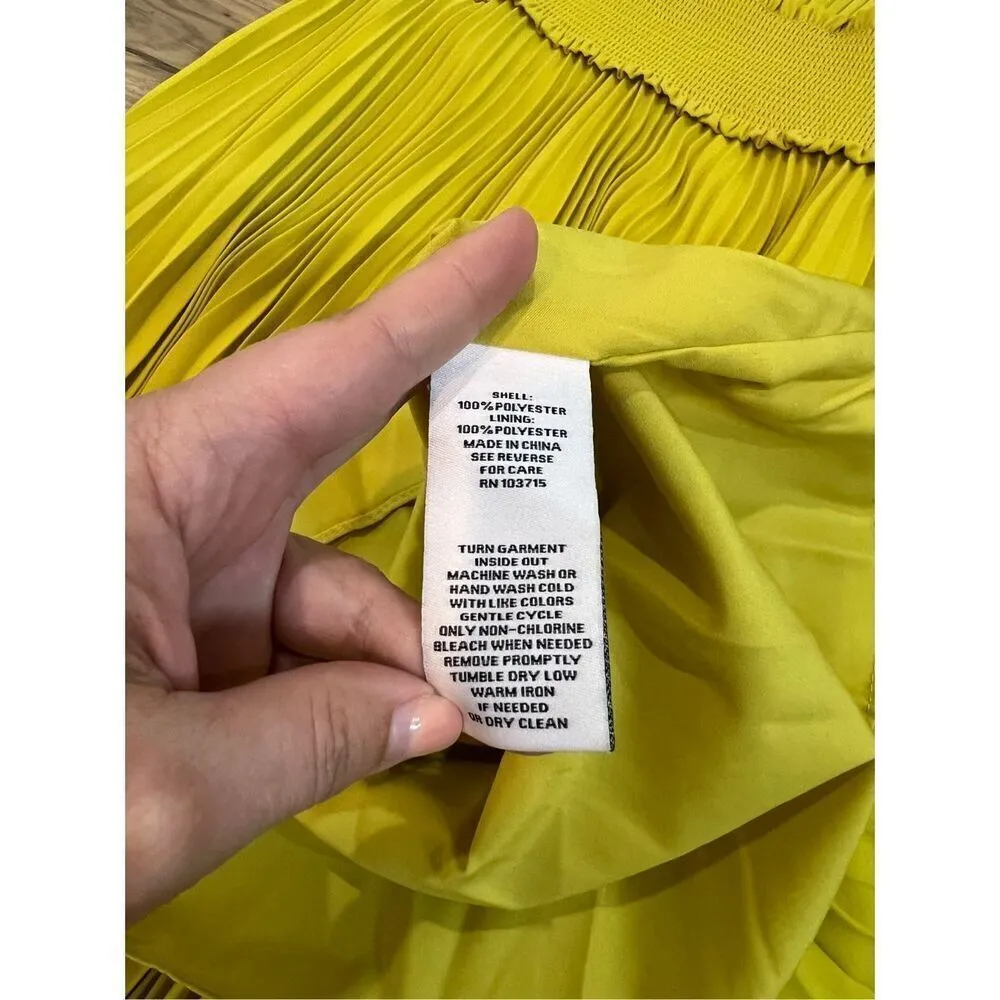 SHELL:
100% POLYESTER
LINING:
100% POLYESTER
MADE IN CHINA
SEE REVERSE
FOR CARE
RN 103715
TURN GARMENT
INSIDE OUT
MACHINE WASH OR
HAND WASH COLD
WITH LIKE COLORS
GENTLE CYCLE
ONLY NON-CHLORINE
BLEACH WHEN NEEDED
REMOVE PROMPTLY
TUMBLE DRY LOW
WARM IRON
IF NEEDED
OR DRY CLEAN